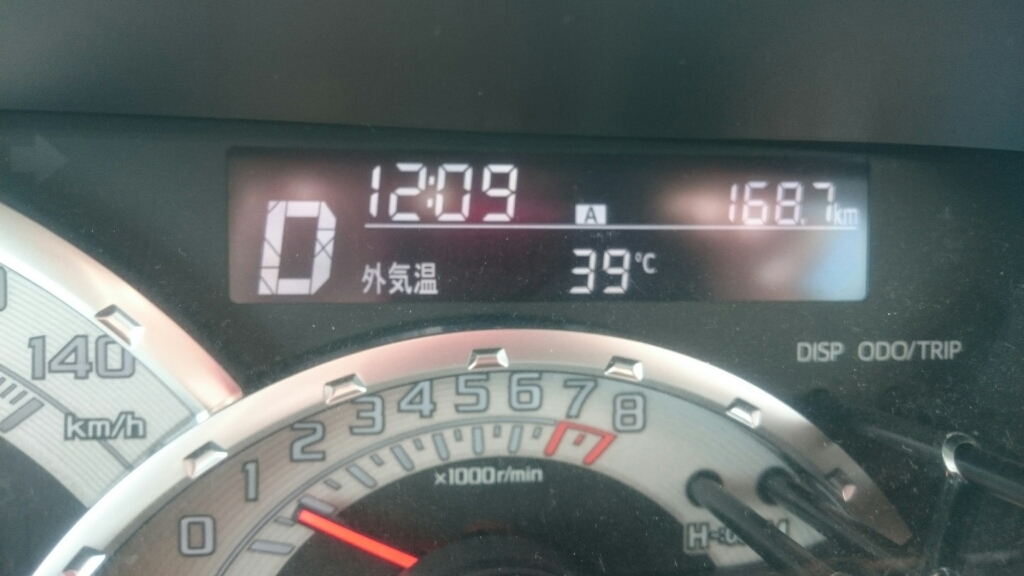 12:09
A
168.7km
D
外気温 39℃
DISP ODO/TRIP
140
km/h
0 1 2 3 4 5 6 7 8
×1000r/min
H